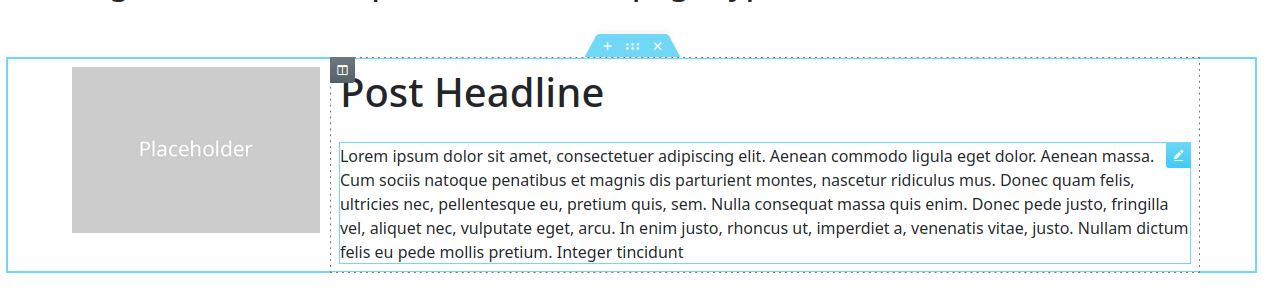 Placeholder
Post Headline
Lorem ipsum dolor sit amet, consectetuer adipiscing elit. Aenean commodo ligula eget dolor. Aenean massa.
Cum sociis natoque penatibus et magnis dis parturient montes, nascetur ridiculus mus. Donec quam felis,
ultricies nec, pellentesque eu, pretium quis, sem. Nulla consequat massa quis enim. Donec pede justo, fringilla
vel, aliquet nec, vulputate eget, arcu. In enim justo, rhoncus ut, imperdiet a, venenatis vitae, justo. Nullam dictum
felis eu pede mollis pretium. Integer tincidunt